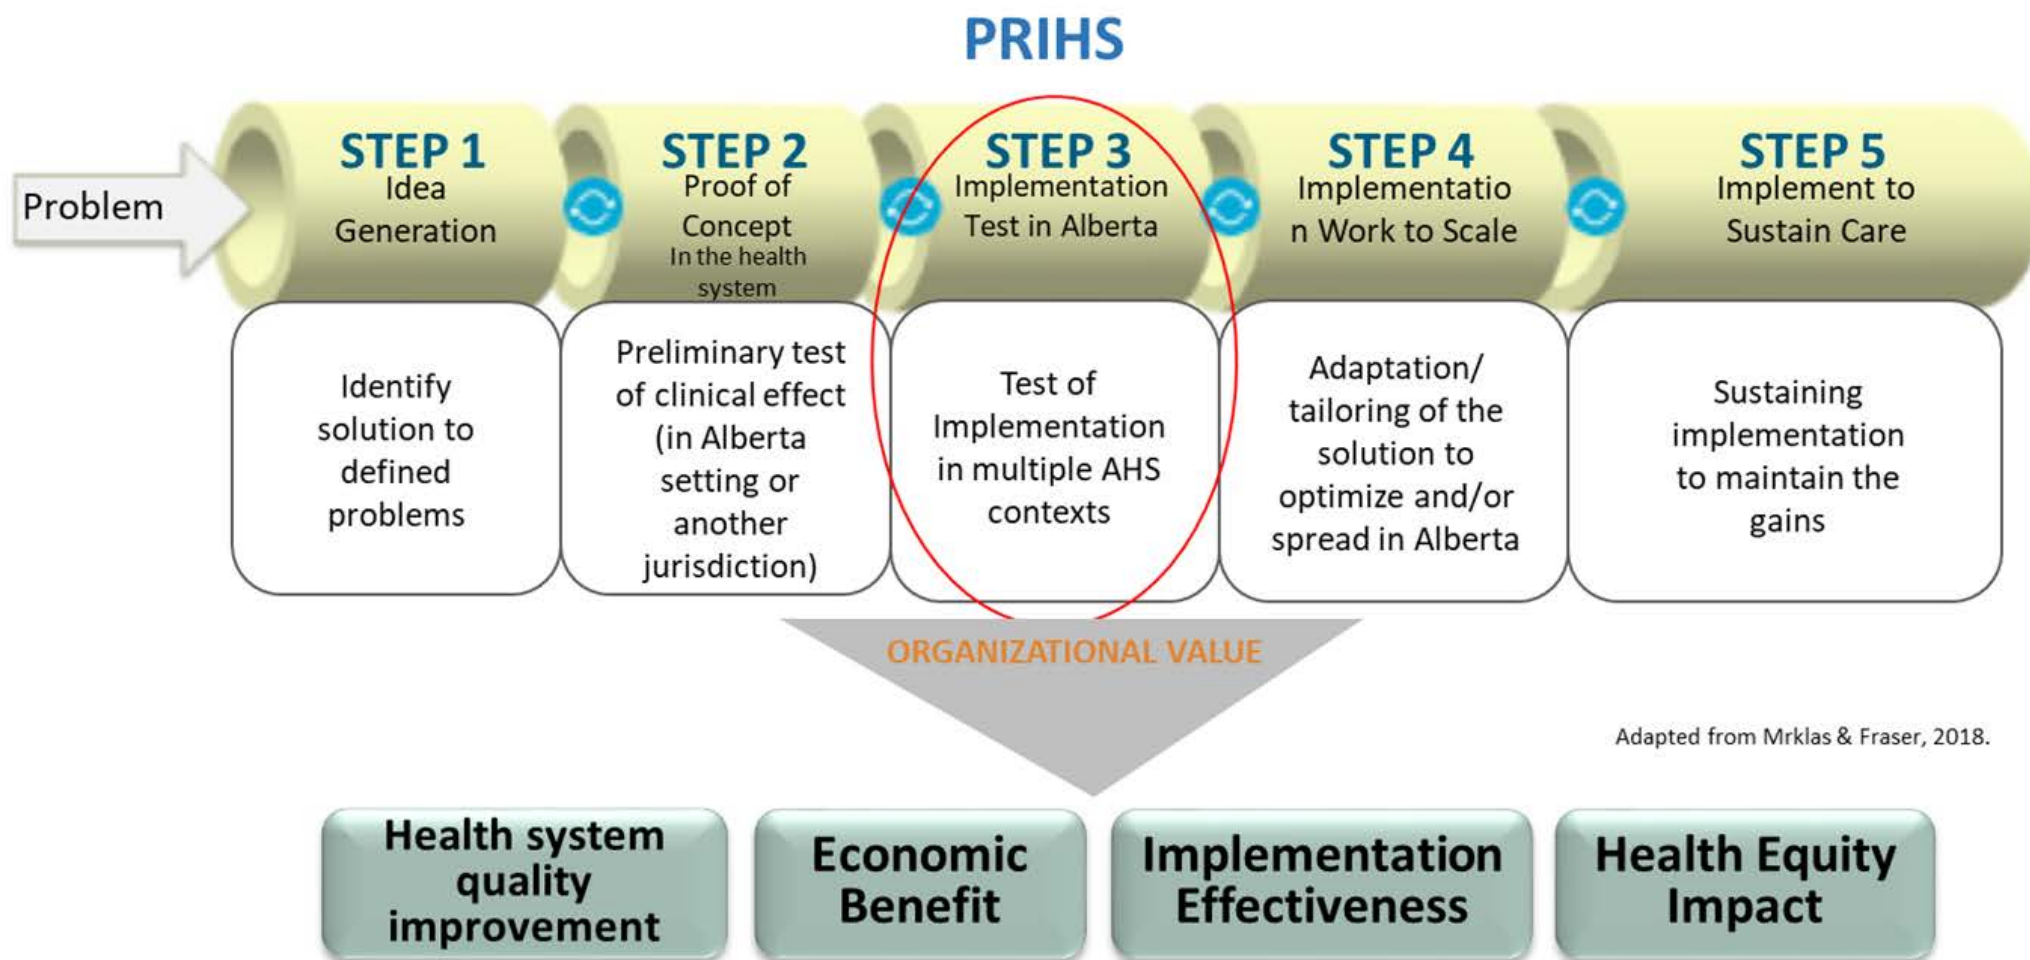 PRIHS
Problem
STEP 1
Idea
Generation
STEP 2
Proof of
Concept
In the health
system
STEP 3
Implementation
Test in Alberta
STEP 4
Implementatio
n Work to Scale
STEP 5
Implement to
Sustain Care
Identify
solution to
defined
problems
Preliminary test
of clinical effect
(in Alberta
setting or
another
jurisdiction)
Test of
Implementation
in multiple AHS
contexts
Adaptation/
tailoring of the
solution to
optimize and/or
spread in Alberta
Sustaining
implementation
to maintain the
gains
ORGANIZATIONAL VALUE
Adapted from Mrklas & Fraser, 2018.
Health system
quality
improvement
Economic
Benefit
Implementation
Effectiveness
Health Equity
Impact